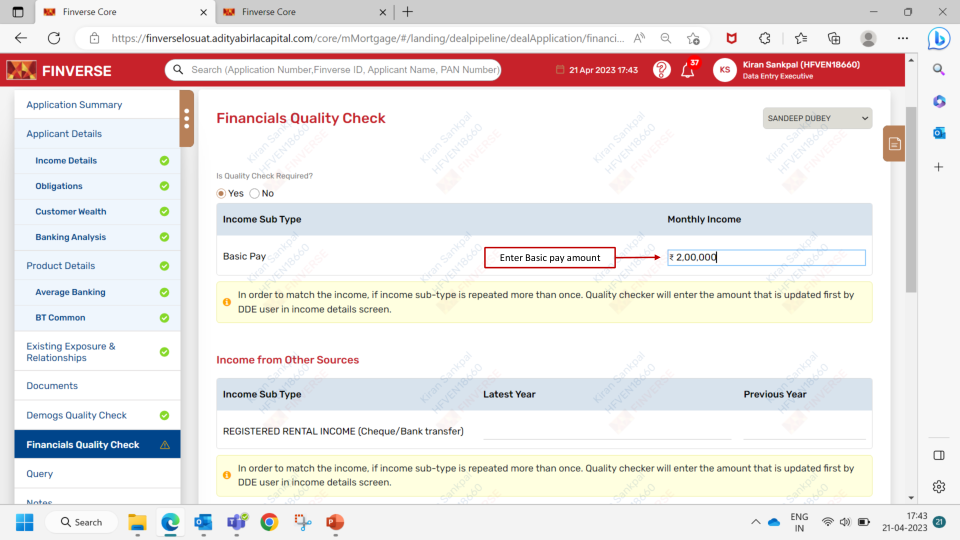 Finverse Core
Finverse Core
https://finverselosuat.adityabirlacapital.com/core/mMortgage/#/landing/dealpipeline/dealApplication/financi...
FINVERSE
Search (Application Number,Finverse ID, Applicant Name, PAN Number)
21 Apr 2023 17:43
37
KS
Kiran Sankpal (HFVEN18660)
Data Entry Executive
Application Summary
Applicant Details
Income Details
Obligations
Customer Wealth
Banking Analysis
Product Details
Average Banking
BT Common
Existing Exposure &
Relationships
Documents
Demogs Quality Check
Financials Quality Check
Query
Notes
Financials Quality Check
SANDEEP DUBEY
Is Quality Check Required?
Yes No
Income Sub Type Monthly Income
Basic Pay
Enter Basic pay amount
₹ 2,00,000
In order to match the income, if income sub-type is repeated more than once. Quality checker will enter the amount that is updated first by
DDE user in income details screen.
Income from Other Sources
Income Sub Type Latest Year Previous Year
REGISTERED RENTAL INCOME (Cheque/Bank transfer)
In order to match the income, if income sub-type is repeated more than once. Quality checker will enter the amount that is updated first by
DDE user in income details screen.
Kiran Sankpal
HFVEN18660
FINVERSE
Search
ENG
IN
17:43
21-04-2023
21